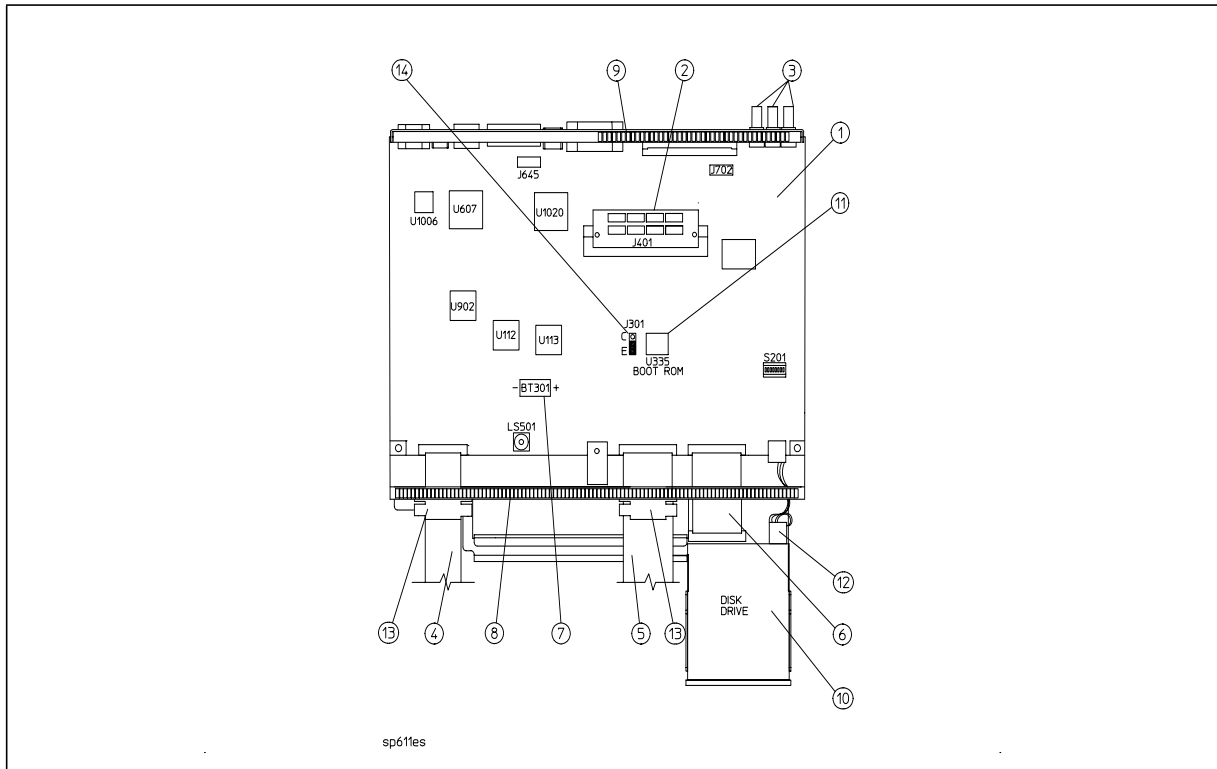 14 9 2 3
1
J645
J702
U1006
U607
U1020
J401
11
U902
U112
U113
J301
C
E
U335
BOOT ROM
S201
- BT301 +
LS501
12
DISK
DRIVE
13 4 8 7 5 13 6
10
sp611es